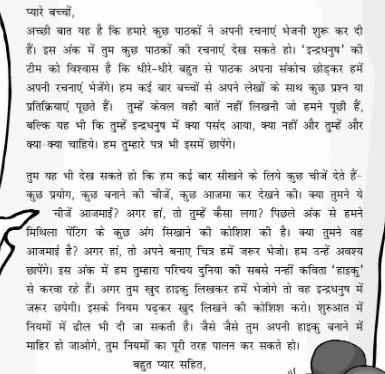 प्यारे बच्चों,
अच्छी बात यह है कि हमारे कुछ पाठकों ने अपनी रचनाएं भेजनी शुरू कर दी
हैं। इस अंक में तुम कुछ पाठकों की रचनाएं देख सकते हो। 'इन्द्रधनुष' की
टीम को विश्वास है कि धीरे-धीरे बहुत से पाठक अपना संकोच छोड़कर हमें
अपनी रचनाएं भेजेंगे। हम कई बार बच्चों से अपने लेखों के साथ कुछ प्रश्न या
प्रतिक्रियाएं पूछते हैं। तुम्हें केवल वही बातें नहीं लिखनी जो हमने पूछी हैं,
बल्कि यह भी कि तुम्हें इन्द्रधनुष में क्या पसंद आया, क्या नहीं और तुम्हें और
क्या-क्या चाहिये। हम तुम्हारे पत्र भी इसमें छापेंगे।
तुम यह भी देख सकते हो कि हम कई बार सीखने के लिये कुछ चीजें देते हैं-
कुछ प्रयोग, कुछ बनाने की चीजें, कुछ आजमा कर देखने की। क्या तुमने ये
चीजें आजमाईं? अगर हां, तो तुम्हें कैसा लगा? पिछले अंक से हमने
मिथिला पेंटिग के कुछ अंग सिखाने की कोशिश की है। क्या तुमने वह
आजमाई है? अगर हां, तो अपने बनाए चित्र हमें जरूर भेजो। हम उन्हें अवश्य
छापेंगे। इस अंक में हम तुम्हारा परिचय दुनिया की सबसे नन्हीं कविता 'हाइकु'
से करवा रहे हैं। अगर तुम खुद हाइकु लिखकर हमें भेजोगे तो वह इन्द्रधनुष में
जरूर छपेगी। इसके नियम पढ़कर खुद लिखने की कोशिश करो। शुरुआत में
नियमों में ढील भी दी जा सकती है। जैसे जैसे तुम अपनी हाइकु बनाने में
माहिर हो जाओगे, तुम नियमों का पूरी तरह पालन कर सकते हो।
बहुत प्यार सहित,